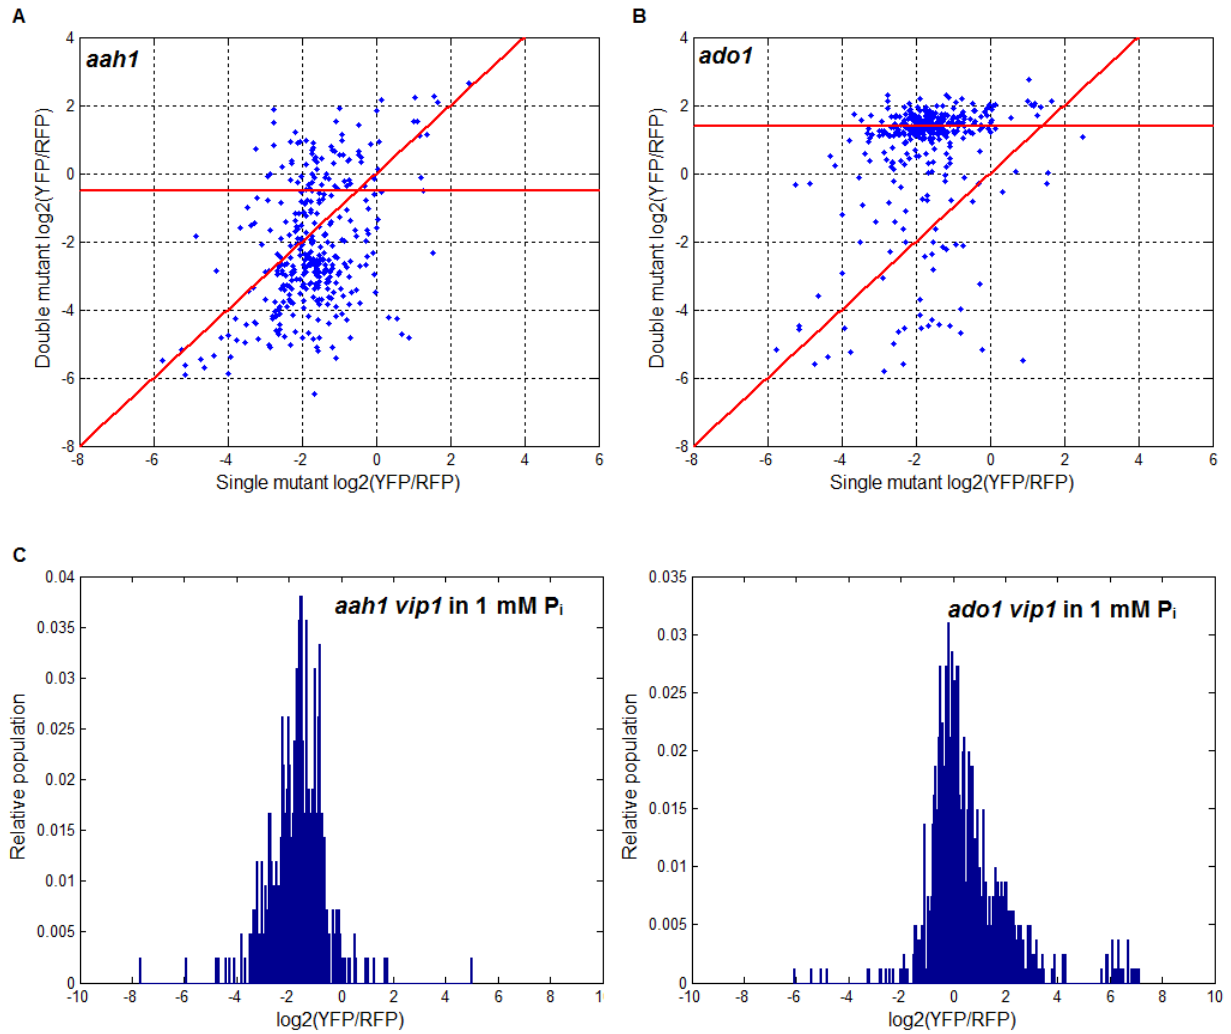 A
B
aah1
4
2
0
-2
-4
-6
-8
Double mutant log2(YFP/RFP)
-8 -6 -4 -2 0 2 4 6
Single mutant log2(YFP/RFP)
ado1
4
2
0
-2
-4
-6
-8
Double mutant log2(YFP/RFP)
-8 -6 -4 -2 0 2 4 6
Single mutant log2(YFP/RFP)
C
aah1 vip1 in 1 mM Pi
0.04
0.035
0.03
0.025
0.02
0.015
0.01
0.005
0
Relative population
-10 -8 -6 -4 -2 0 2 4 6 8 1
log2(YFP/RFP)
ado1 vip1 in 1 mM Pi
0.035
0.03
0.025
0.02
0.015
0.01
0.005
0
Relative population
-10 -8 -6 -4 -2 0 2 4 6 8 10
log2(YFP/RFP)